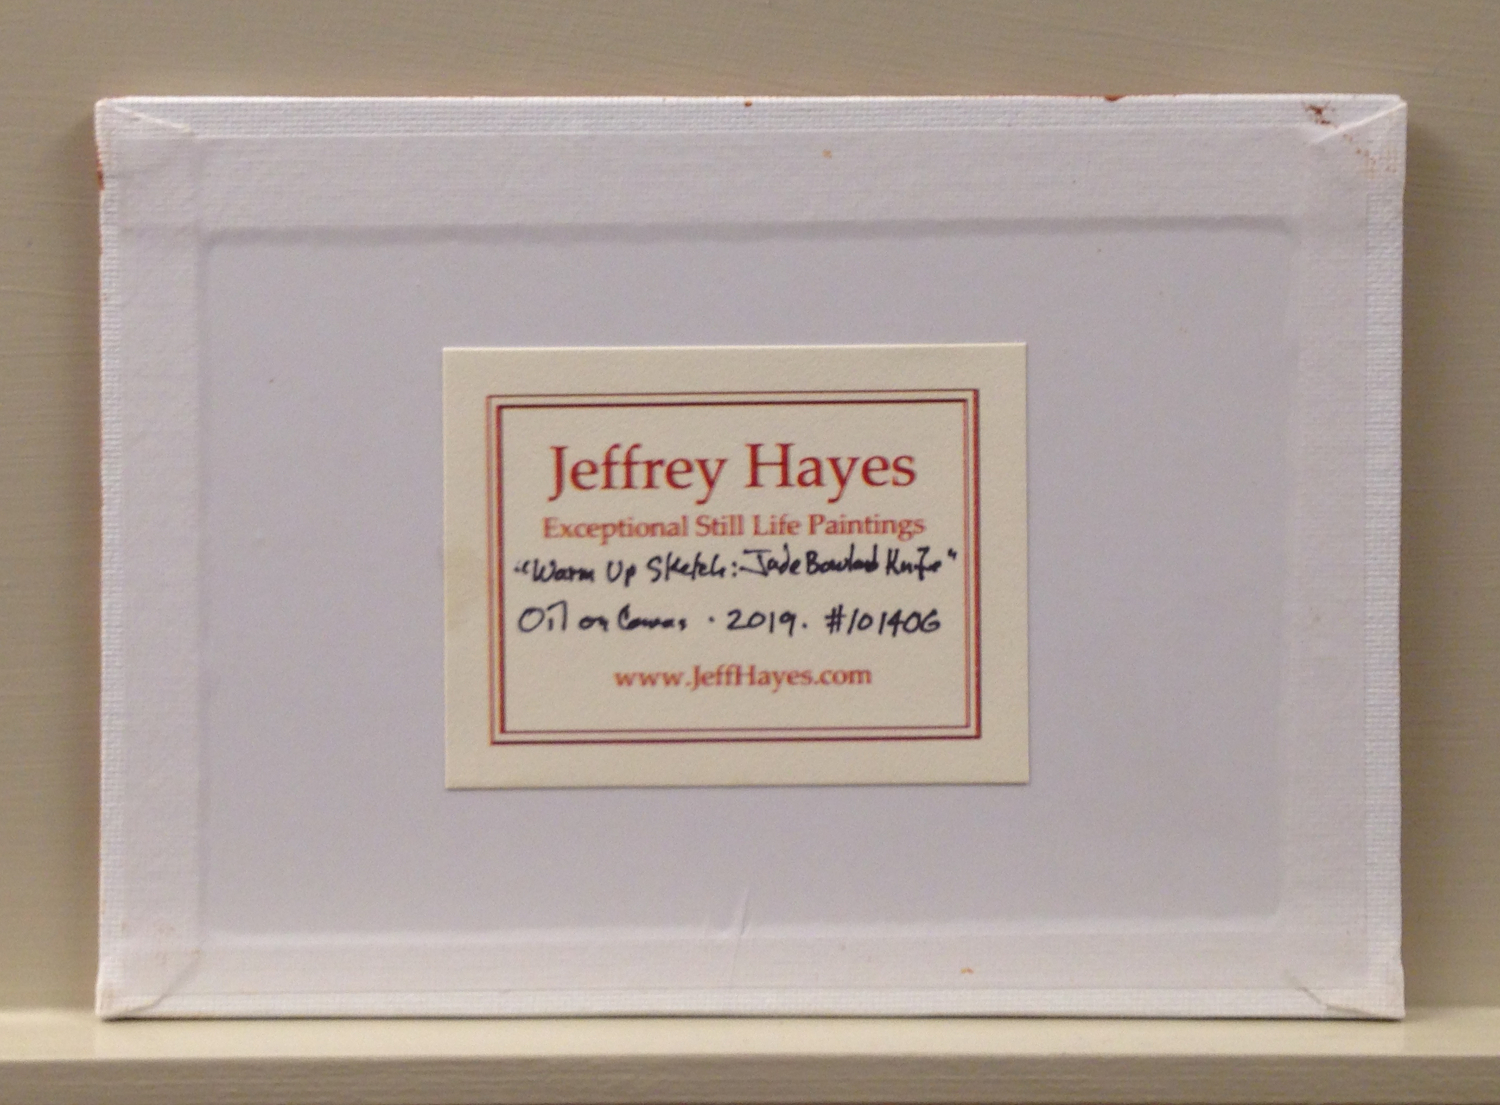 Jeffrey Hayes
Exceptional Still Life Paintings
"Warm Up Sketch: Jade Bowl and Knife"
Oil on Canvas · 2019. #101406
www.JeffHayes.com